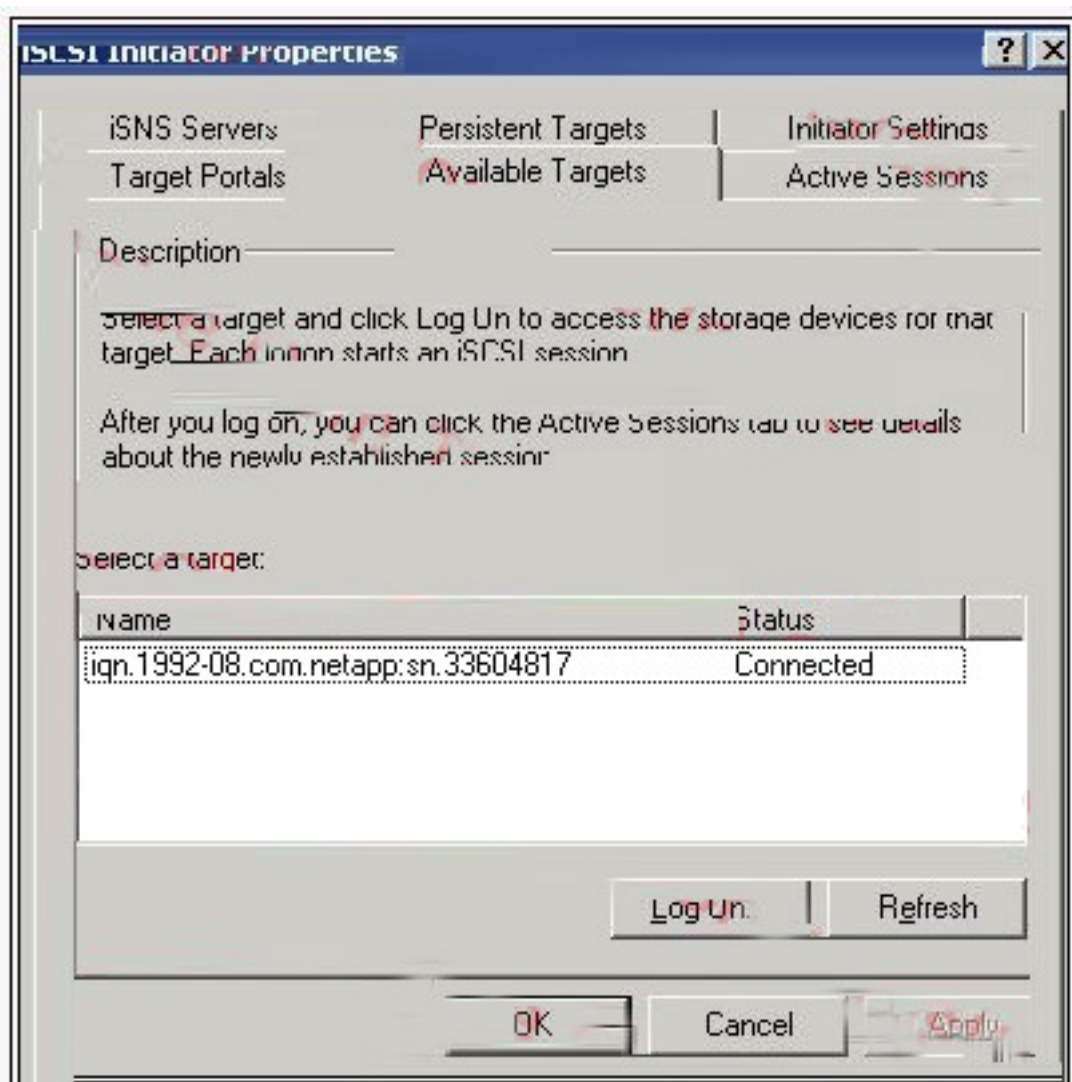 iSCSI Initiator Properties
iSNS Servers Persistent Targets Initiator Settings
Target Portals Available Targets Active Sessions
Description
Select a target and click Log On to access the storage devices for that
target. Each logon starts an iSCSI session.
After you log on, you can click the Active Sessions tab to see details
about the newly established session
Select a target:
Name Status
iqn.1992-08.com.netapp:sn.33604817 Connected
Log On... Refresh
OK Cancel Apply